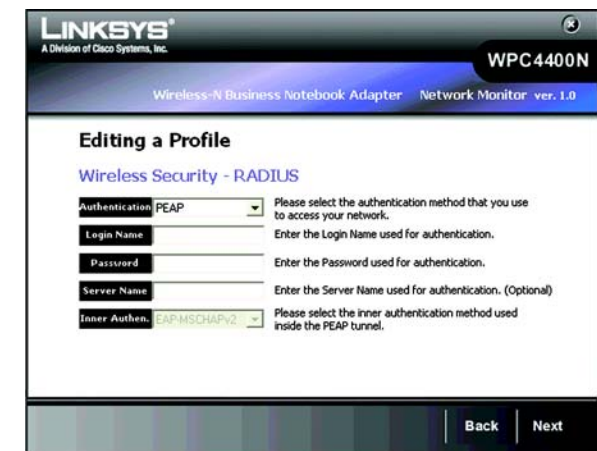 LINKSYS®
A Division of Cisco Systems, Inc.
WPC4400N
Wireless-N Business Notebook Adapter Network Monitor ver. 1.0
Editing a Profile
Wireless Security - RADIUS
Authentication PEAP Please select the authentication method that you use
to access your network.
Login Name Enter the Login Name used for authentication.
Password Enter the Password used for authentication.
Server Name Enter the Server Name used for authentication. (Optional)
Inner Authen. EAP-MSCHAPv2 Please select the inner authentication method used
inside the PEAP tunnel.
Back Next